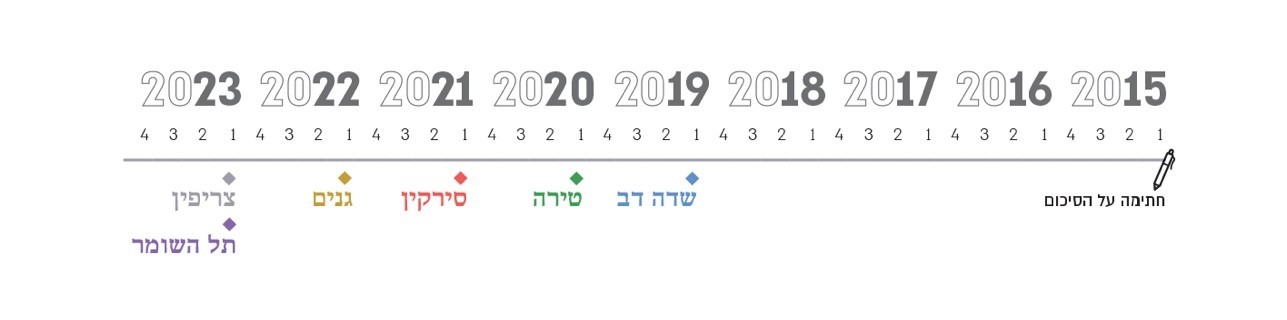 2015 2016 2017 2018 2019 2020 2021 2022 2023
1 2 3 4 1 2 3 4 1 2 3 4 1 2 3 4 1 2 3 4 1 2 3 4 1 2 3 4 1 2 3 4 1 2 3 4
חתימה על הסיכום שדה דב טירה סירקין גנים צריפין
תל השומר